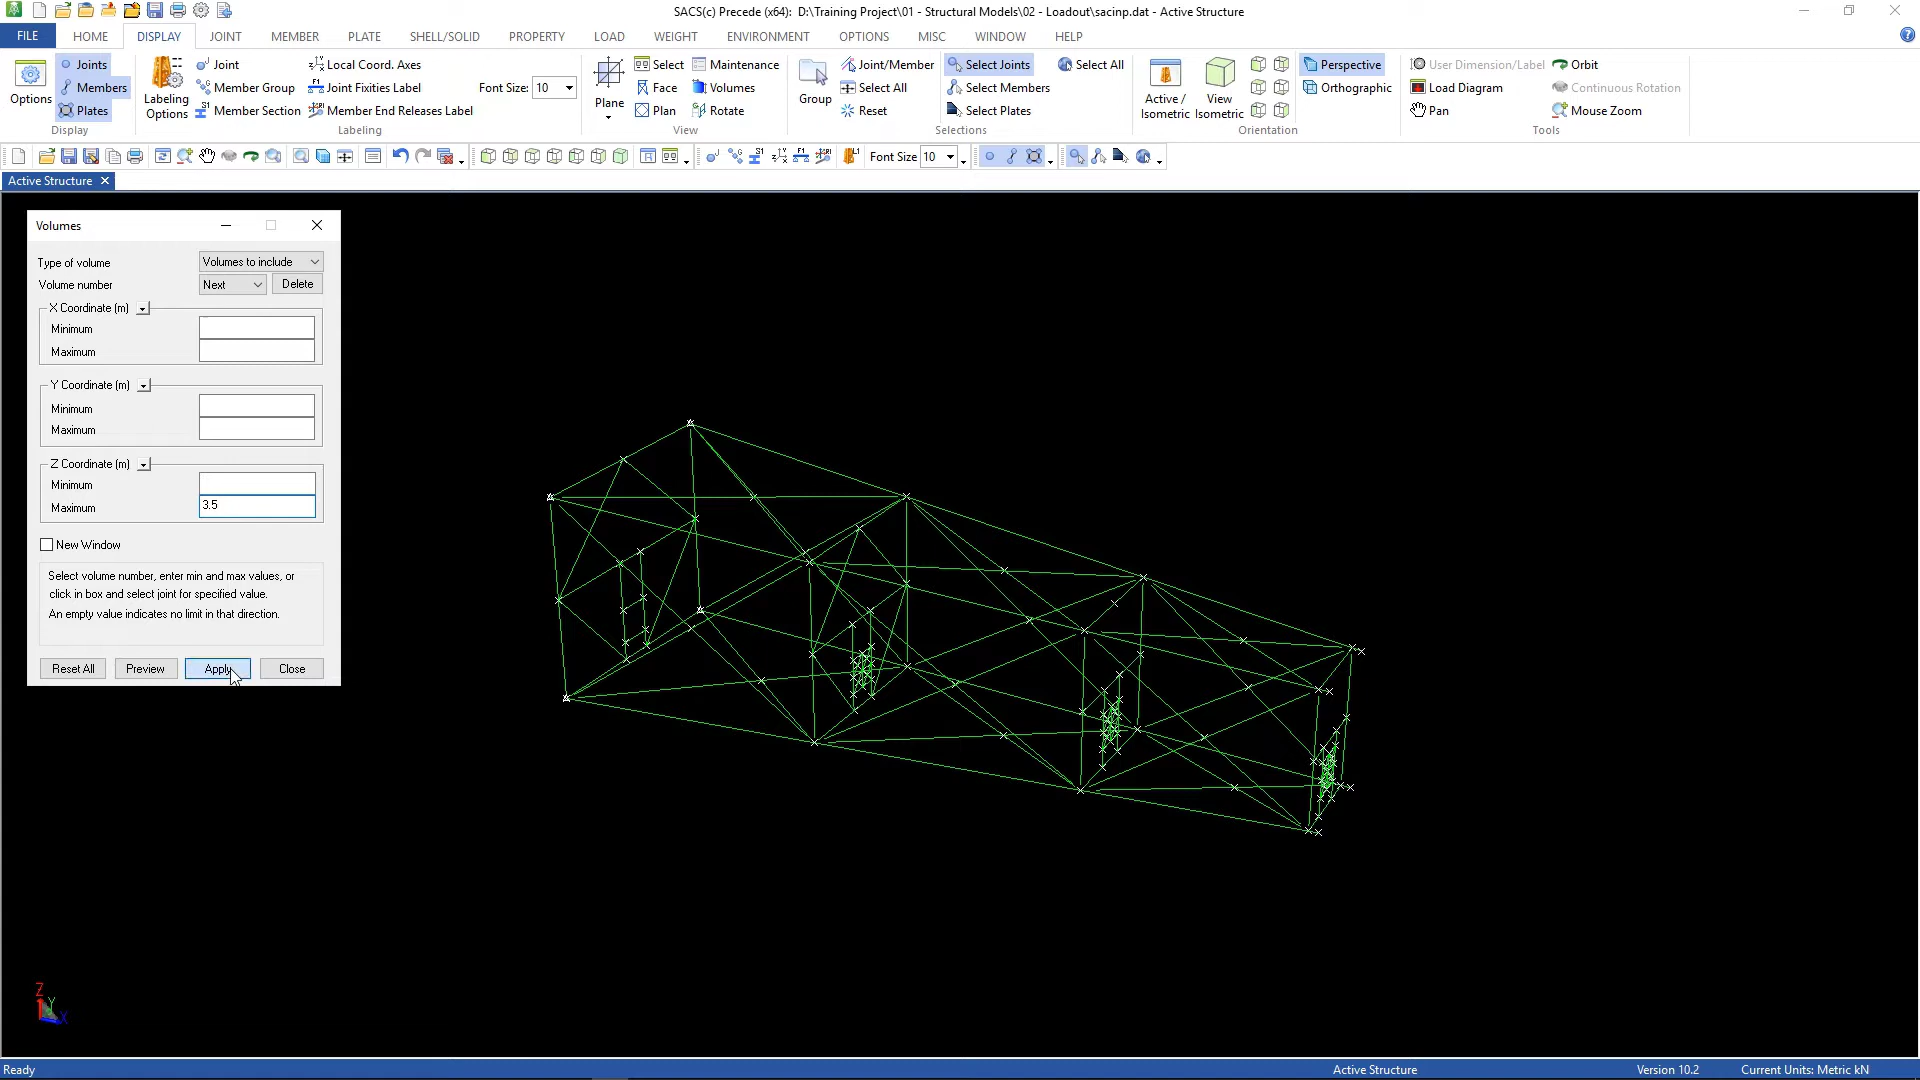 SACS(c) Precede (x64):  D:\Training Project\01 - Structural Models\02 - Loadout\sacinp.dat - Active Structure
FILE HOME DISPLAY JOINT MEMBER PLATE SHELL/SOLID PROPERTY LOAD WEIGHT ENVIRONMENT OPTIONS MISC WINDOW HELP
Joints Joint Local Coord. Axes Select Maintenance Joint/Member Select Joints Select All Perspective User Dimension/Label Orbit
Options Members Labeling Options Member Group Joint Fixities Label Font Size: 10 Plane Face Volumes Group Select All Select Members Active / Isometric View Isometric Orthographic Load Diagram Continuous Rotation
Plates Member Section Member End Releases Label Plan Rotate Reset Select Plates Pan Mouse Zoom
Display Labeling View Selections Orientation Tools
Font Size 10
Active Structure
Volumes
Type of volume Volumes to include
Volume number Next Delete
X Coordinate (m)
Minimum
Maximum
Y Coordinate (m)
Minimum
Maximum
Z Coordinate (m)
Minimum
Maximum 3.5
New Window
Select volume number, enter min and max values, or
click in box and select joint for specified value.
An empty value indicates no limit in that direction.
Reset All Preview Apply Close
Z
Y
X
Ready Active Structure Version 10.2 Current Units: Metric kN